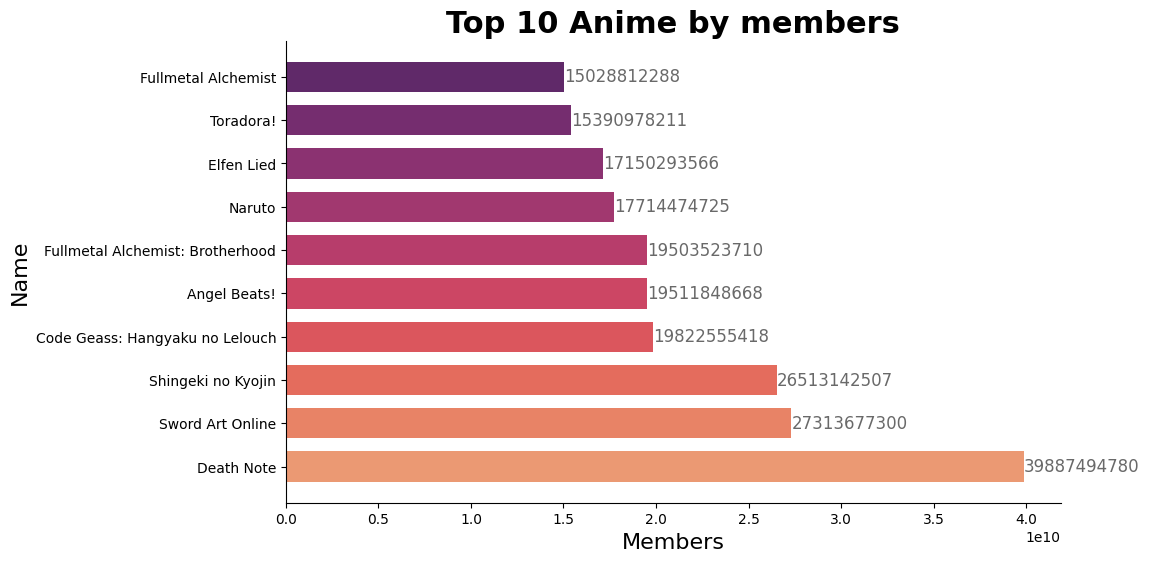 Top 10 Anime by members
Name
Fullmetal Alchemist 15028812288
Toradora! 15390978211
Elfen Lied 17150293566
Naruto 17714474725
Fullmetal Alchemist: Brotherhood 19503523710
Angel Beats! 19511848668
Code Geass: Hangyaku no Lelouch 19822555418
Shingeki no Kyojin 26513142507
Sword Art Online 27313677300
Death Note 39887494780
0.0 0.5 1.0 1.5 2.0 2.5 3.0 3.5 4.0
1e10
Members